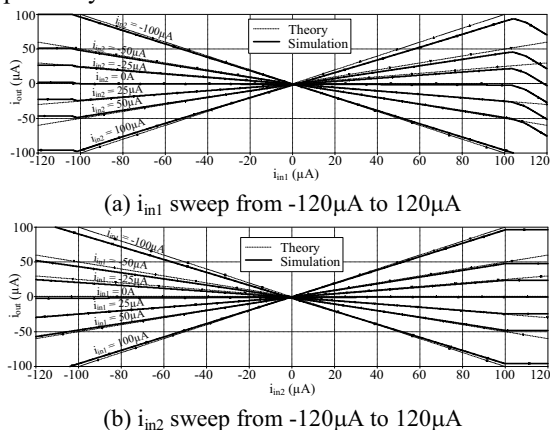 100
50
0
-50
-100
i_out (μA)
i_in2 = -100μA
i_in2 = -50μA
i_in2 = -25μA
i_in2 = 0A
i_in2 = 25μA
i_in2 = 50μA
i_in2 = 100μA
Theory
Simulation
-120 -100 -80 -60 -40 -20 0 20 40 60 80 100 120
i_in1 (μA)
(a) i_in1 sweep from -120μA to 120μA
100
50
0
-50
-100
i_out (μA)
i_in1 = -100μA
i_in1 = -50μA
i_in1 = -25μA
i_in1 = 0A
i_in1 = 25μA
i_in1 = 50μA
i_in1 = 100μA
Theory
Simulation
-120 -100 -80 -60 -40 -20 0 20 40 60 80 100 120
i_in2 (μA)
(b) i_in2 sweep from -120μA to 120μA